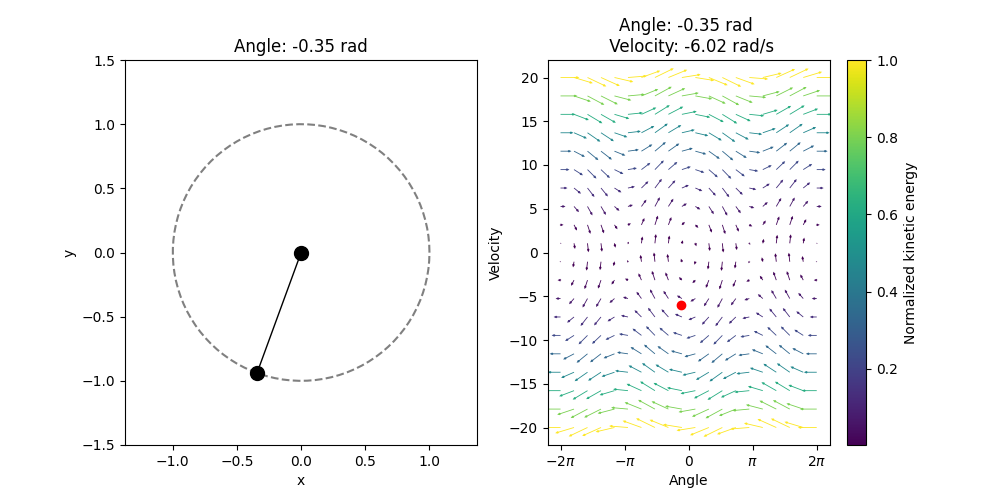 Angle: -0.35 rad
1.5
1.0
0.5
0.0
−0.5
−1.0
−1.5
y
−1.0
−0.5
0.0
0.5
1.0
x
Angle: -0.35 rad
Velocity: -6.02 rad/s
20
15
10
5
0
−5
−10
−15
−20
Velocity
−2π
−π
0
π
2π
Angle
1.0
0.8
0.6
0.4
0.2
Normalized kinetic energy